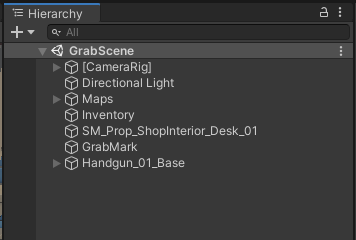 Hierarchy
All
GrabScene
[CameraRig]
Directional Light
Maps
Inventory
SM_Prop_ShopInterior_Desk_01
GrabMark
Handgun_01_Base